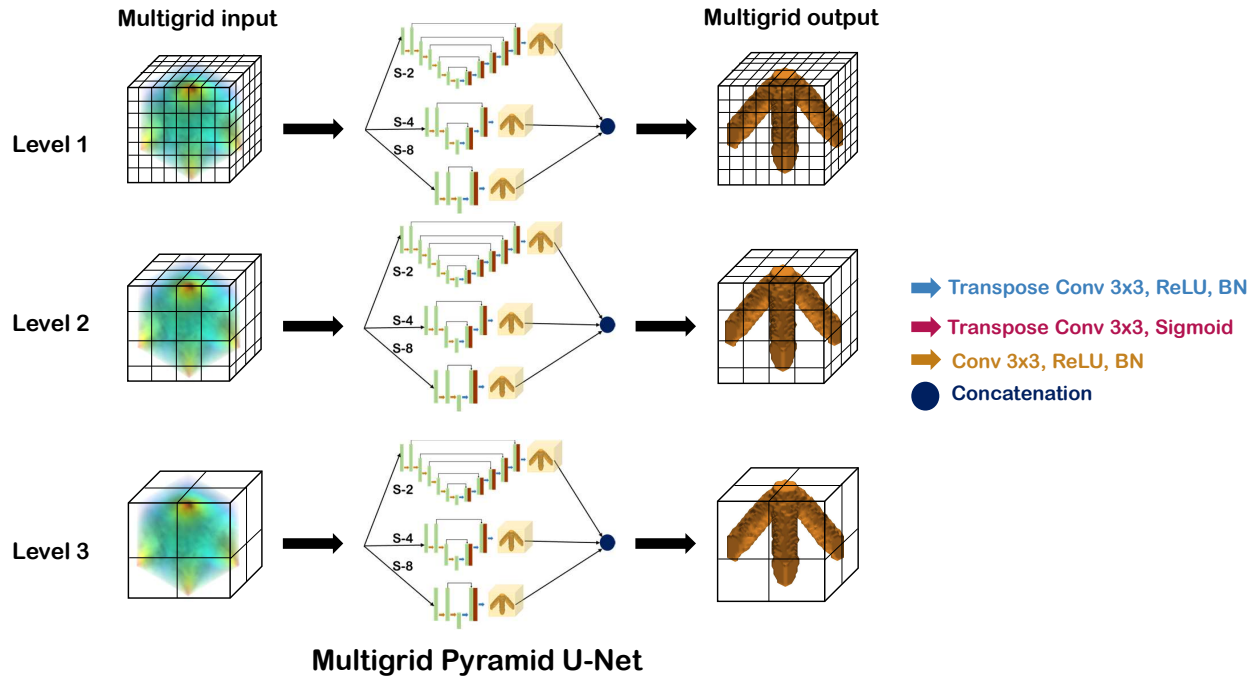 Multigrid input
Multigrid output
Level 1
S-2
S-4
S-8
Level 2
S-2
S-4
S-8
Level 3
S-2
S-4
S-8
Transpose Conv 3x3, ReLU, BN
Transpose Conv 3x3, Sigmoid
Conv 3x3, ReLU, BN
Concatenation
Multigrid Pyramid U-Net